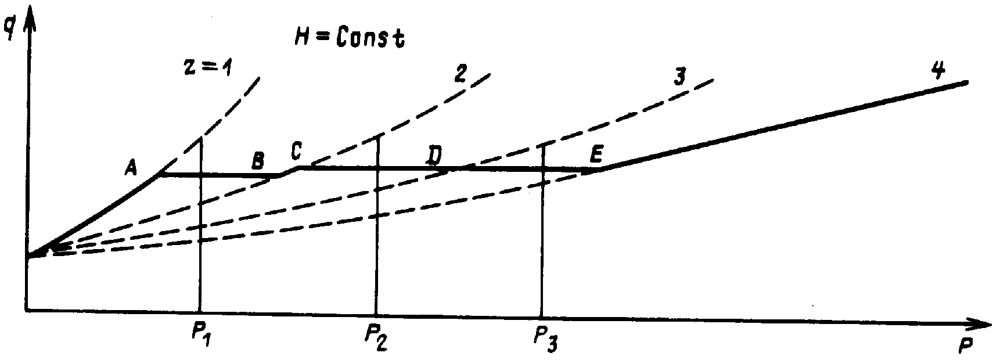 q
H = Const
z = 1
2
3
4
A
B
C
D
E
P1
P2
P3
P